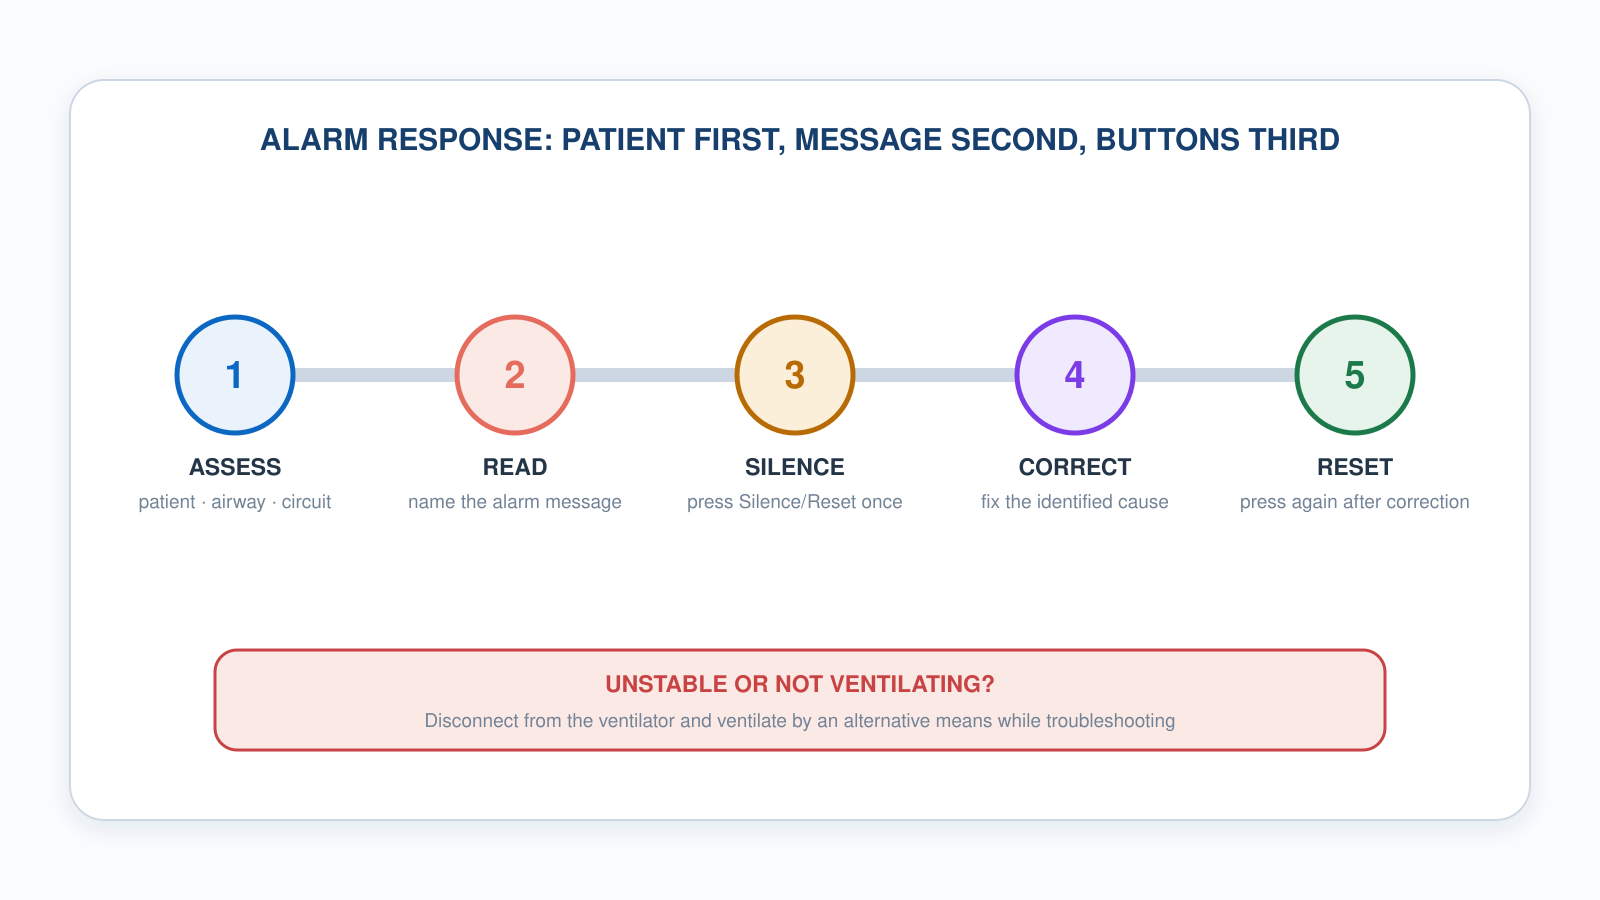 ALARM RESPONSE: PATIENT FIRST, MESSAGE SECOND, BUTTONS THIRD
1
ASSESS
patient · airway · circuit
2
READ
name the alarm message
3
SILENCE
press Silence/Reset once
4
CORRECT
fix the identified cause
5
RESET
press again after correction
UNSTABLE OR NOT VENTILATING?
Disconnect from the ventilator and ventilate by an alternative means while troubleshooting